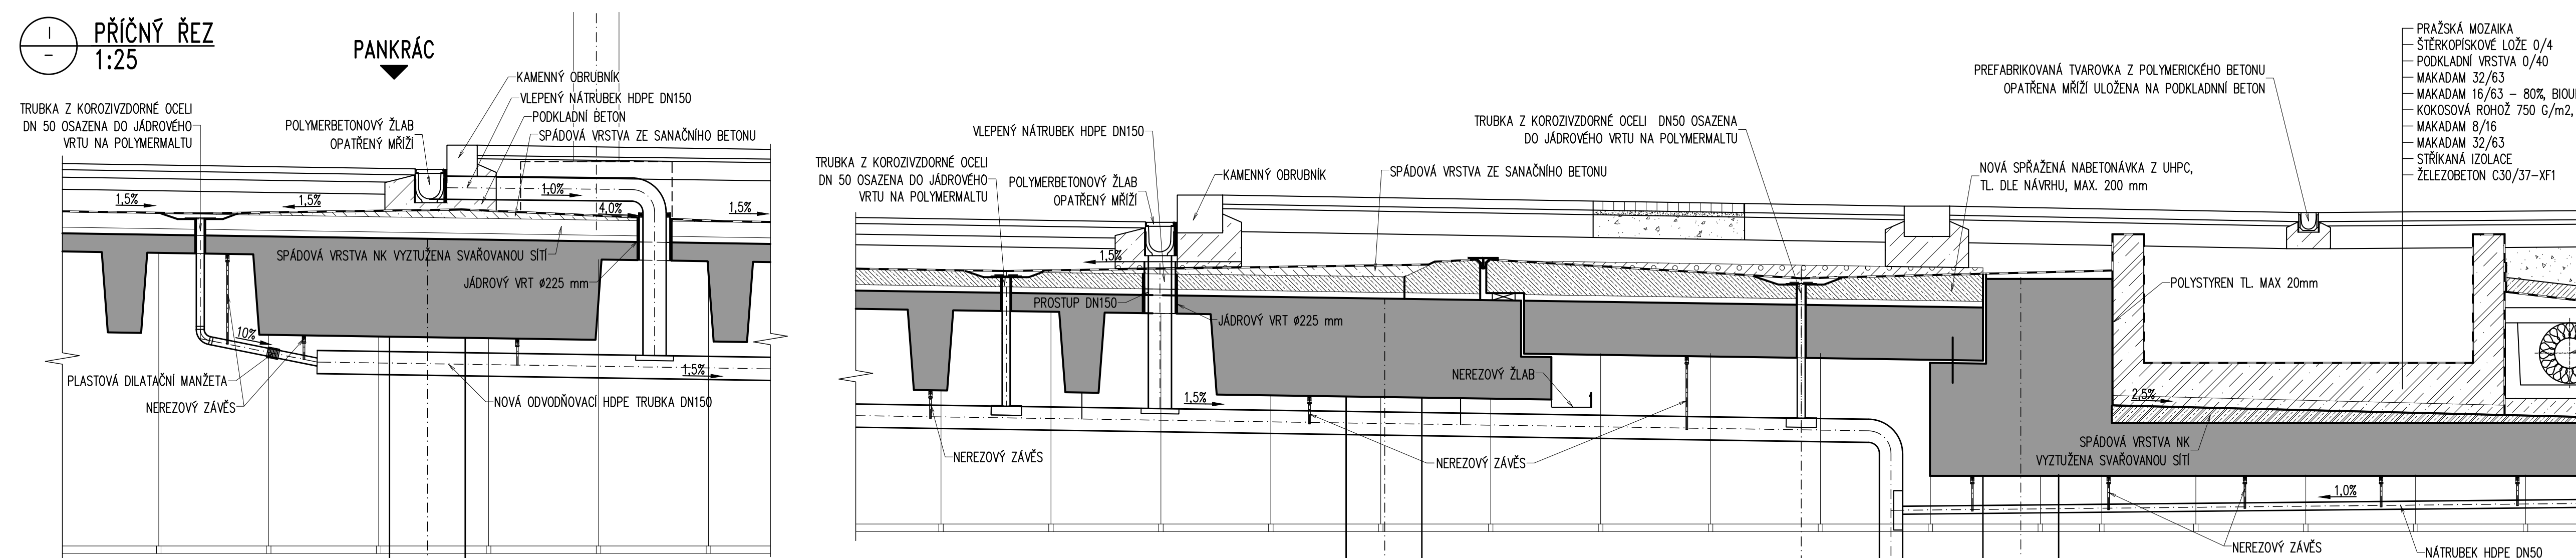 I
PŘÍČNÝ ŘEZ
–
1:25
PANKRÁC
KAMENNÝ OBRUBNÍK
VLEPENÝ NÁTRUBEK HDPE DN150
PODKLADNÍ BETON
SPÁDOVÁ VRSTVA ZE SANAČNÍHO BETONU
TRUBKA Z KOROZIVZDORNÉ OCELI
DN 50 OSAZENA DO JÁDROVÉHO
VRTU NA POLYMERMALTU
POLYMERBETONOVÝ ŽLAB
OPATŘENÝ MŘÍŽÍ
1,5%
1,5%
1,0%
4,0%
1,5%
SPÁDOVÁ VRSTVA NK VYZTUŽENA SVAŘOVANOU SÍTÍ
JÁDROVÝ VRT ø225 mm
10%
1,5%
PLASTOVÁ DILATAČNÍ MANŽETA
NEREZOVÝ ZÁVĚS
NOVÁ ODVODŇOVACÍ HDPE TRUBKA DN150
VLEPENÝ NÁTRUBEK HDPE DN150
TRUBKA Z KOROZIVZDORNÉ OCELI
DN 50 OSAZENA DO JÁDROVÉHO
VRTU NA POLYMERMALTU
POLYMERBETONOVÝ ŽLAB
OPATŘENÝ MŘÍŽÍ
KAMENNÝ OBRUBNÍK
SPÁDOVÁ VRSTVA ZE SANAČNÍHO BETONU
TRUBKA Z KOROZIVZDORNÉ OCELI DN50 OSAZENA
DO JÁDROVÉHO VRTU NA POLYMERMALTU
1,5%
PROSTUP DN150
JÁDROVÝ VRT ø225 mm
NEREZOVÝ ŽLAB
1,5%
NEREZOVÝ ZÁVĚS
NEREZOVÝ ZÁVĚS
PREFABRIKOVANÁ TVAROVKA Z POLYMERICKÉHO BETONU
OPATŘENA MŘÍŽÍ ULOŽENA NA PODKLADNNÍ BETON
NOVÁ SPŘAŽENÁ NABETONÁVKA Z UHPC,
TL. DLE NÁVRHU, MAX. 200 mm
POLYSTYREN TL. MAX 20mm
2,5%
SPÁDOVÁ VRSTVA NK
VYZTUŽENA SVAŘOVANOU SÍTÍ
1,0%
NEREZOVÝ ZÁVĚS
NÁTRUBEK HDPE DN50
PRAŽSKÁ MOZAIKA
ŠTĚRKOPÍSKOVÉ LOŽE 0/4
PODKLADNÍ VRSTVA 0/40
MAKADAM 32/63
MAKADAM 16/63 – 80%,
KOKOSOVÁ ROHOŽ 750 G/m2,
MAKADAM 8/16
MAKADAM 32/63
STŘÍKANÁ IZOLACE
ŽELEZOBETON C30/37-XF1